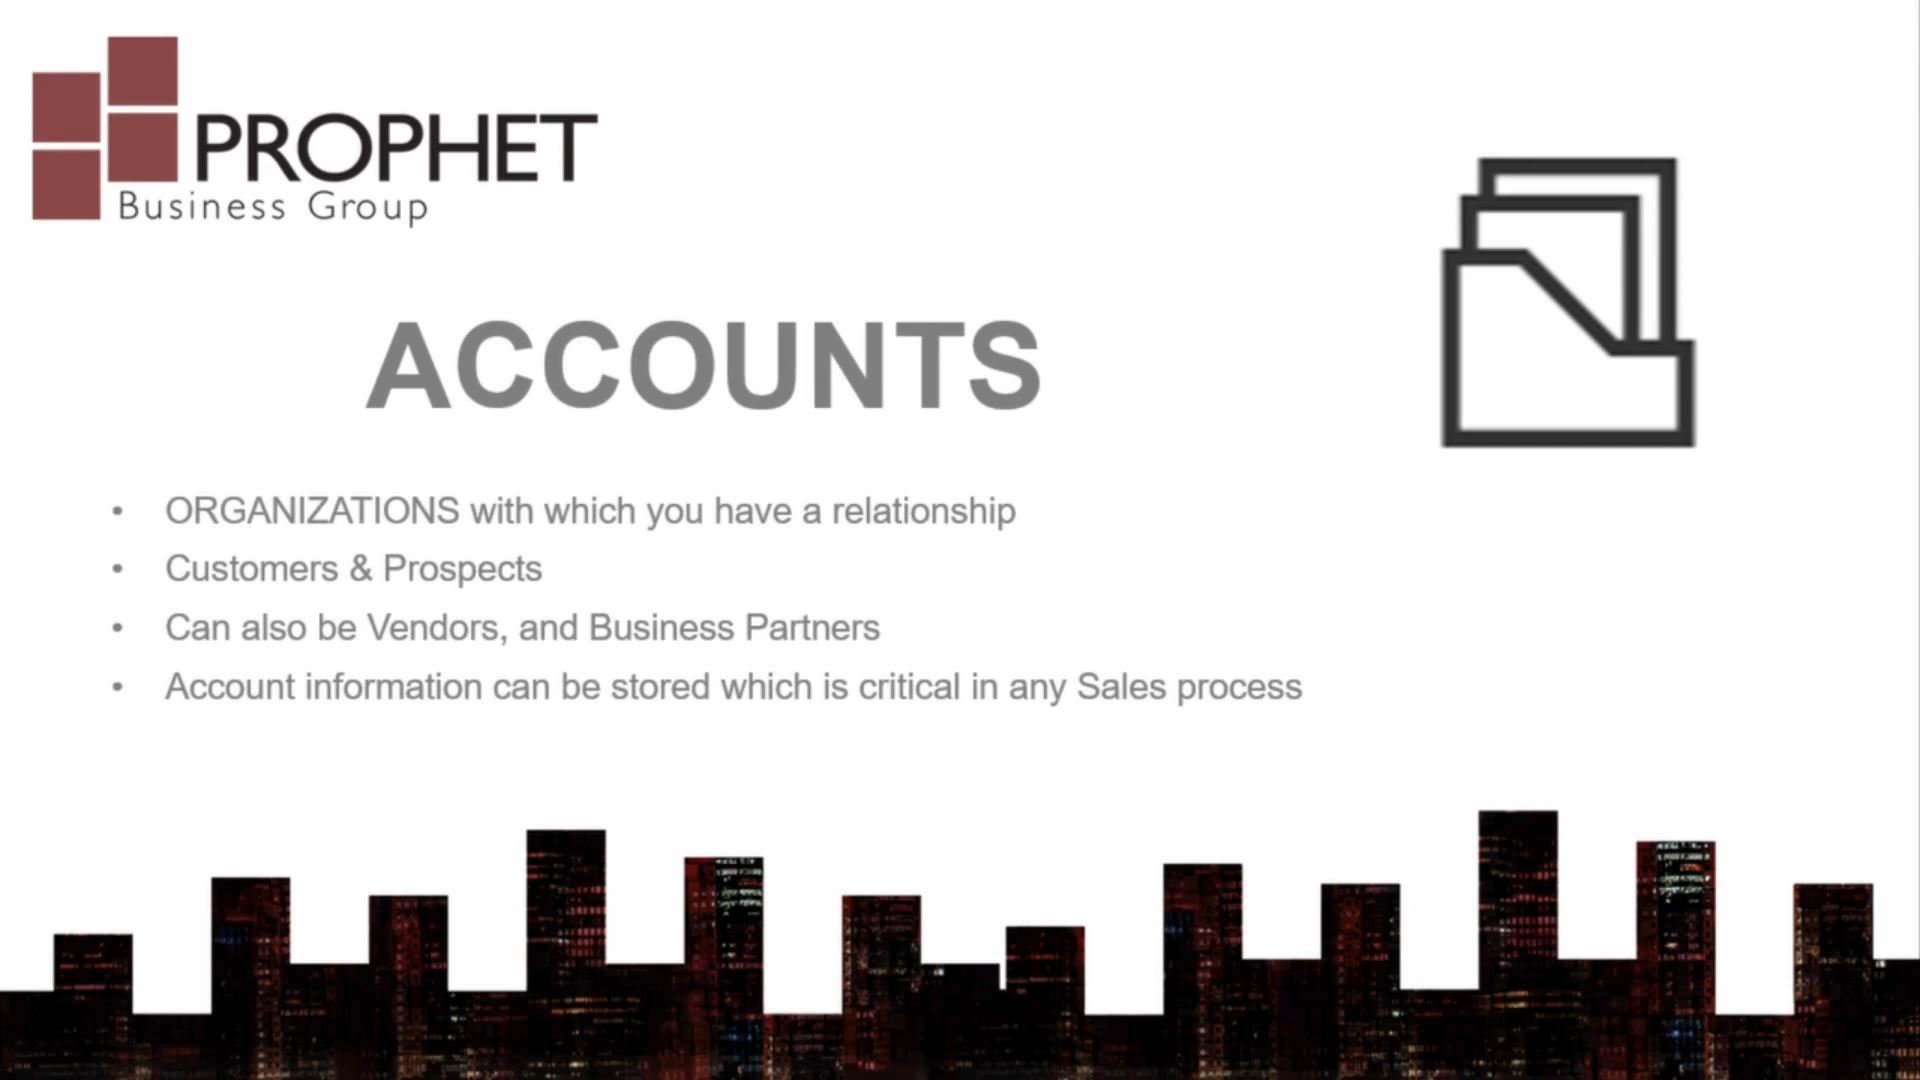 PROPHET
Business Group
ACCOUNTS
• ORGANIZATIONS with which you have a relationship
• Customers & Prospects
• Can also be Vendors, and Business Partners
• Account information can be stored which is critical in any Sales process